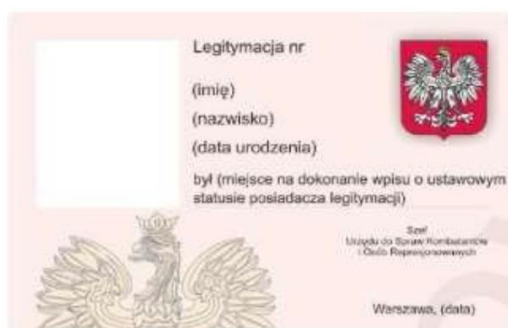 Legitymacja nr
(imię)
(nazwisko)
(data urodzenia)
był (miejsce na dokonanie wpisu o ustawowym
statusie posiadacza legitymacji)
Szef
Urzędu do Spraw Kombatantów
i Osób Represjonowanych
Warszawa, (data)